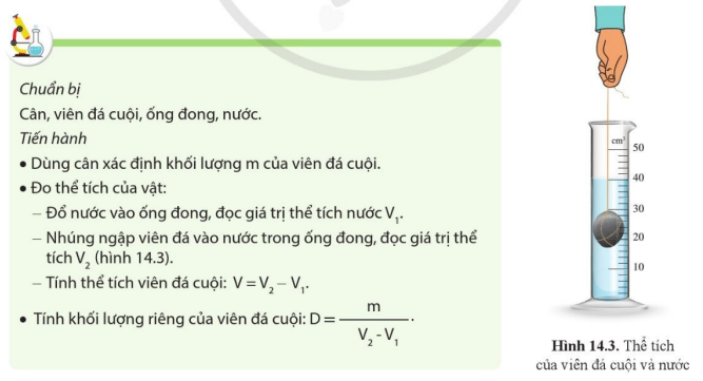 Chuẩn bị
Cân, viên đá cuội, ống đong, nước.
Tiến hành
• Dùng cân xác định khối lượng m của viên đá cuội.
• Đo thể tích của vật:
– Đổ nước vào ống đong, đọc giá trị thể tích nước V₁.
– Nhúng ngập viên đá vào nước trong ống đong, đọc giá trị thể
tích V₂ (hình 14.3).
– Tính thể tích viên đá cuội: V = V₂ – V₁.
• Tính khối lượng riêng của viên đá cuội: D = m / (V₂ - V₁).
cm³
50
40
30
20
10
Hình 14.3. Thể tích
của viên đá cuội và nước